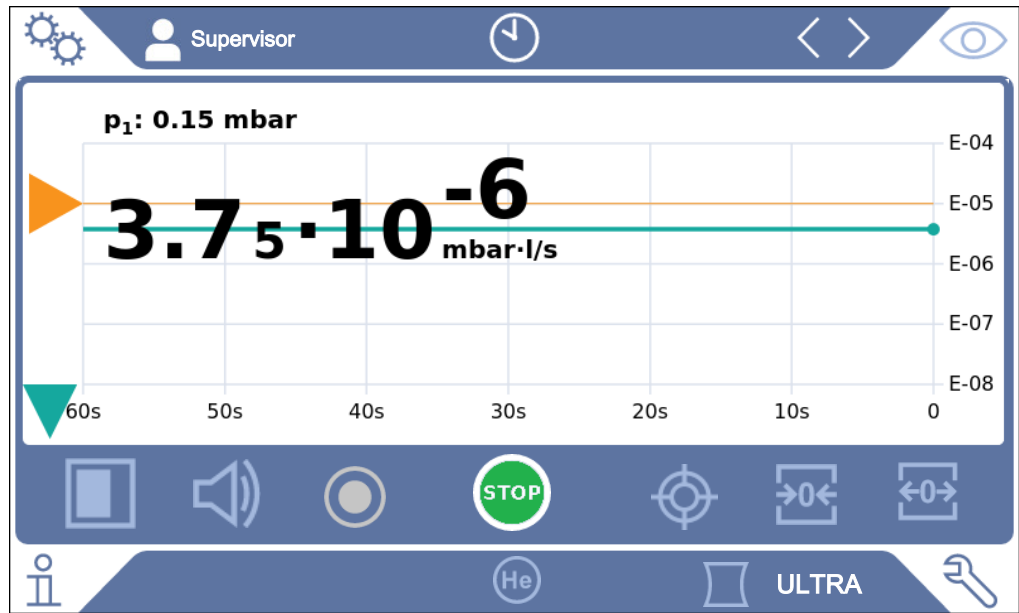 Supervisor
p₁: 0.15 mbar
3.75·10⁻⁶ mbar·l/s
E-04
E-05
E-06
E-07
E-08
60s 50s 40s 30s 20s 10s 0
STOP
→0←
←0→
He
ULTRA